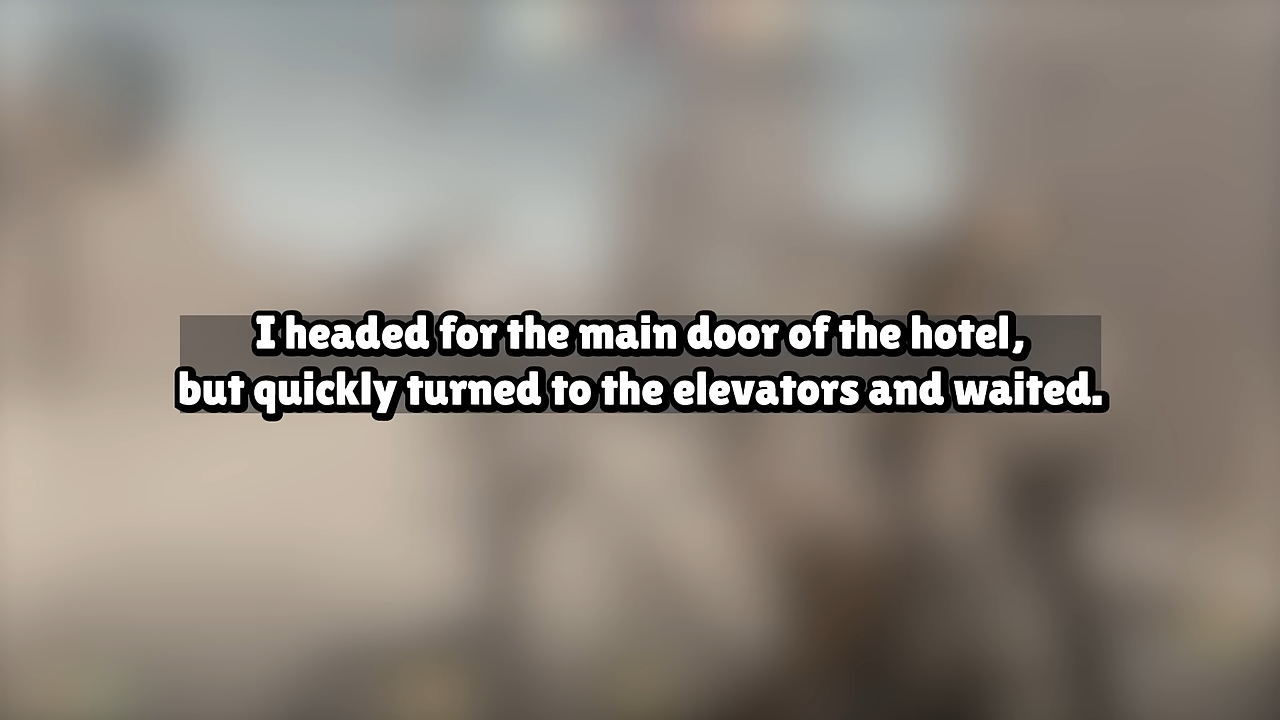 I headed for the main door of the hotel,
but quickly turned to the elevators and waited.